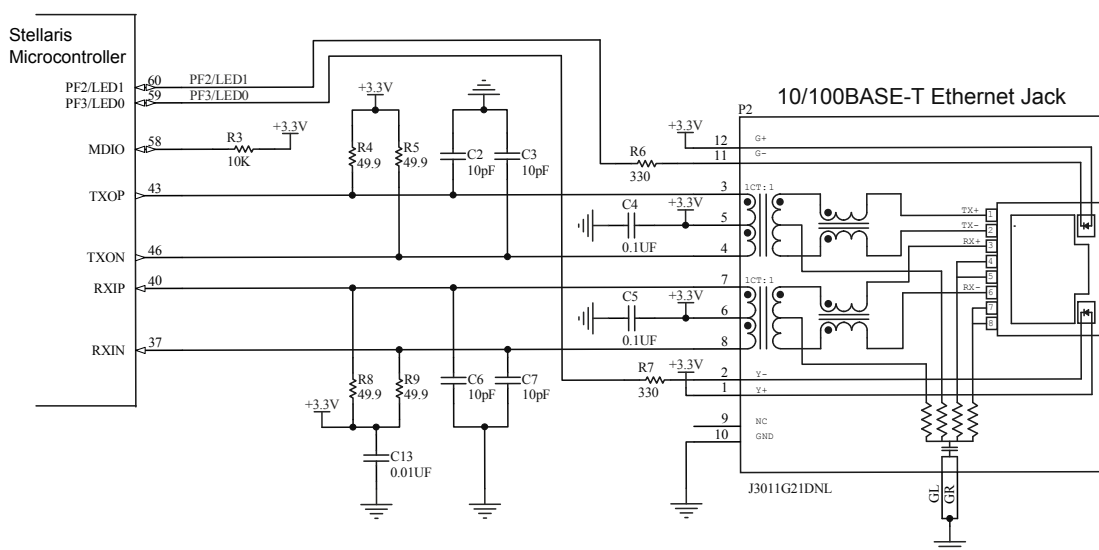 Stellaris
Microcontroller
PF2/LED1
60
PF2/LED1
PF3/LED0
59
PF3/LED0
MDIO
58
R3
10K
+3.3V
TXOP
43
TXON
46
RXIP
40
RXIN
37
+3.3V
R4
49.9
R5
49.9
C2
10pF
C3
10pF
R6
330
C4
0.1UF
+3.3V
C5
0.1UF
+3.3V
R8
49.9
R9
49.9
+3.3V
C13
0.01UF
C6
10pF
C7
10pF
R7
330
+3.3V
10/100BASE-T Ethernet Jack
P2
+3.3V
12
G+
11
G-
3
1CT:1
5
4
7
1CT:1
6
8
2
Y-
1
Y+
9
NC
10
GND
TX+
1
TX-
2
RX+
3
4
5
RX-
6
7
8
GL
GR
J3011G21DNL